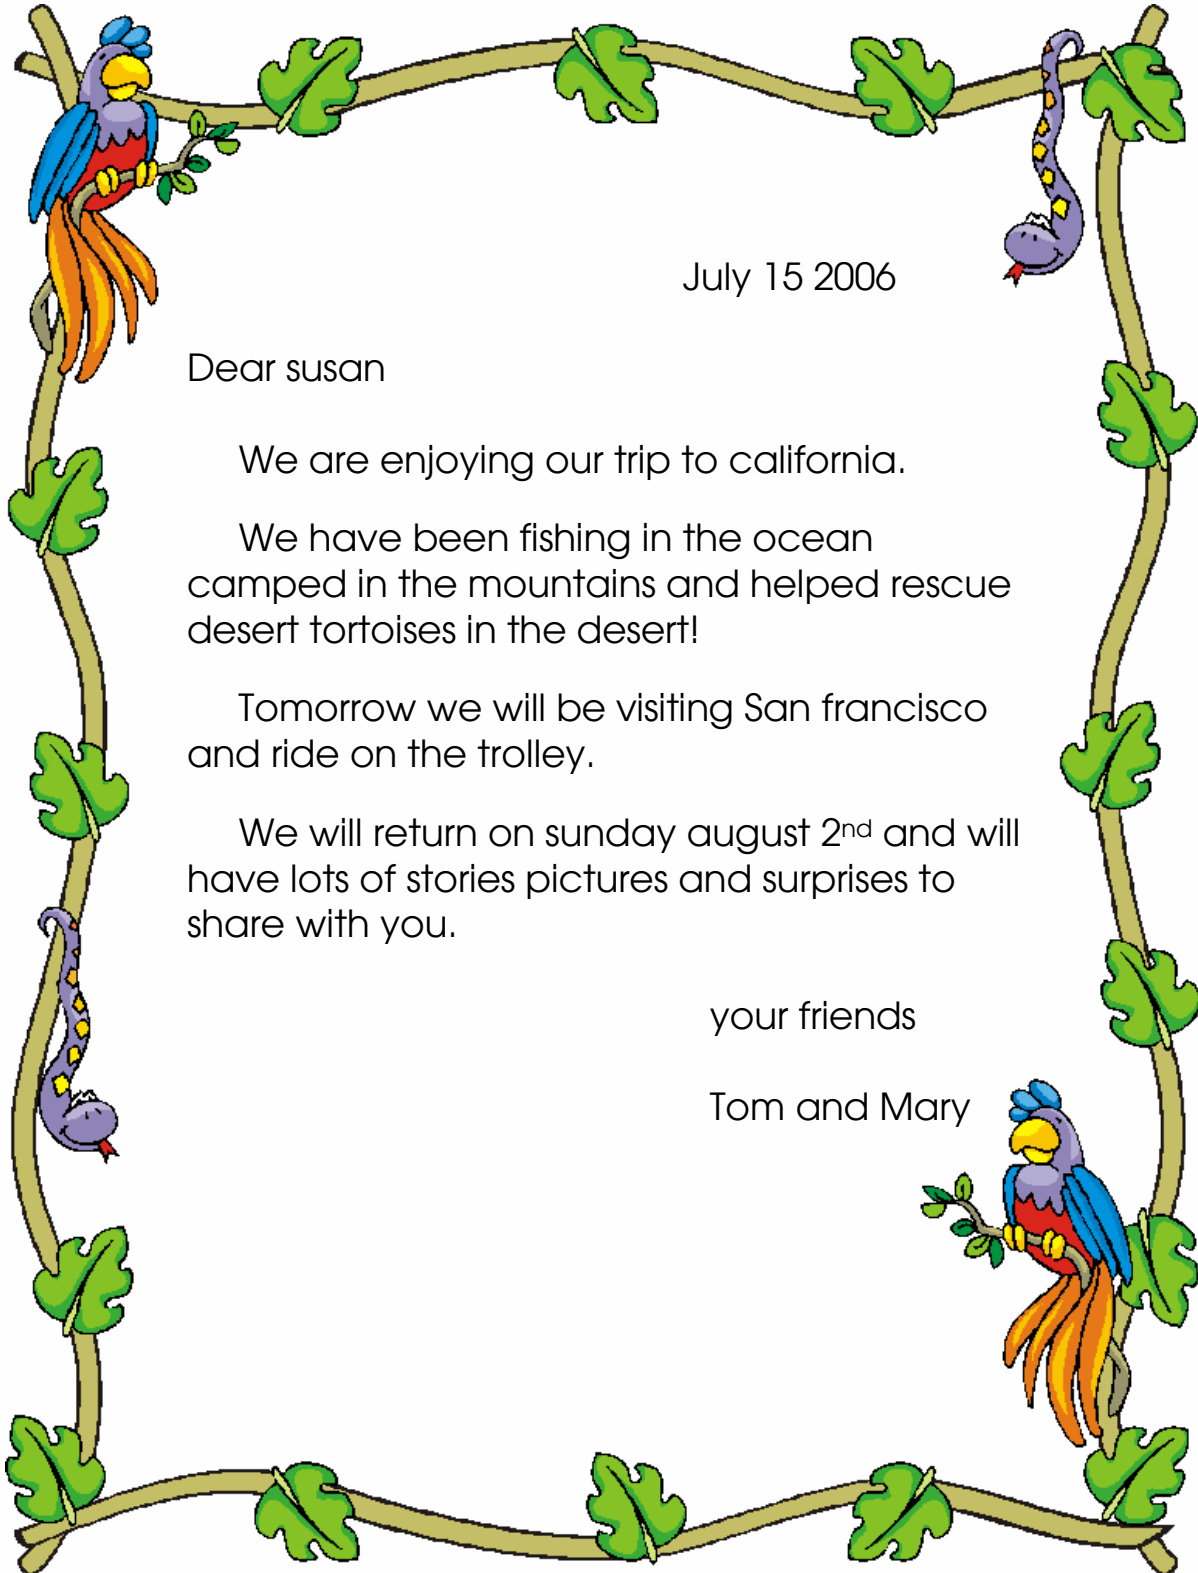 July 15 2006
Dear susan
We are enjoying our trip to california.
We have been fishing in the ocean
camped in the mountains and helped rescue
desert tortoises in the desert!
Tomorrow we will be visiting San francisco
and ride on the trolley.
We will return on sunday august 2nd and will
have lots of stories pictures and surprises to
share with you.
your friends
Tom and Mary